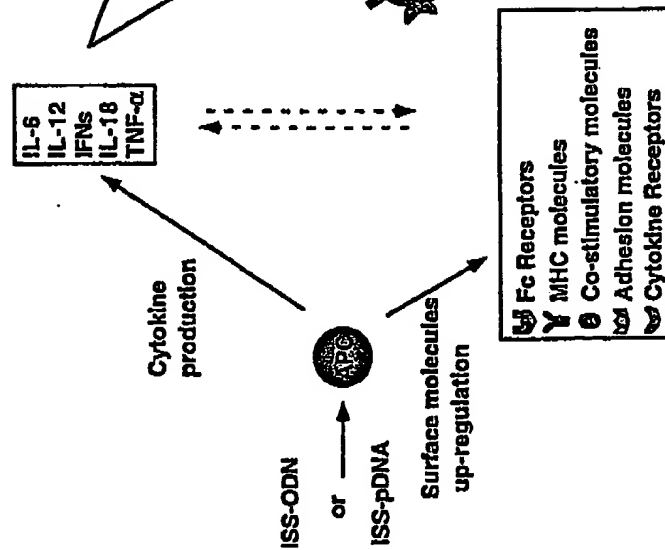 ISS-ODN
or
ISS-pDNA
APC
Cytokine
production
Surface molecules
up-regulation
IL-6
IL-12
IFNs
IL-18
TNF-α
Fc Receptors
MHC molecules
Co-stimulatory molecules
Adhesion molecules
Cytokine Receptors